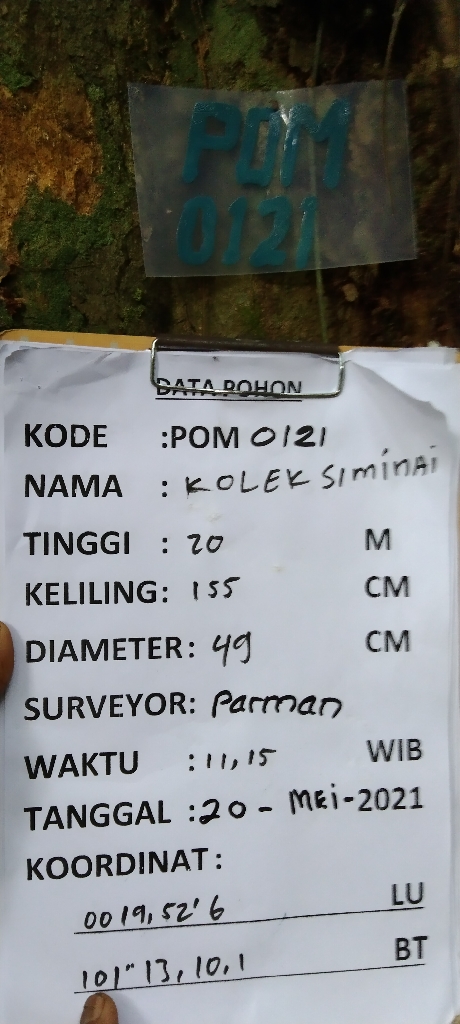 POM
0121
DATA POHON
KODE :POM 0121
NAMA : KOLEK SIMINAI
TINGGI : 20 M
KELILING: 155 CM
DIAMETER: 49 CM
SURVEYOR: Parman
WAKTU :11,15 WIB
TANGGAL :20 - MEi-2021
KOORDINAT:
0019,52'6 LU
101"13,10,1 BT